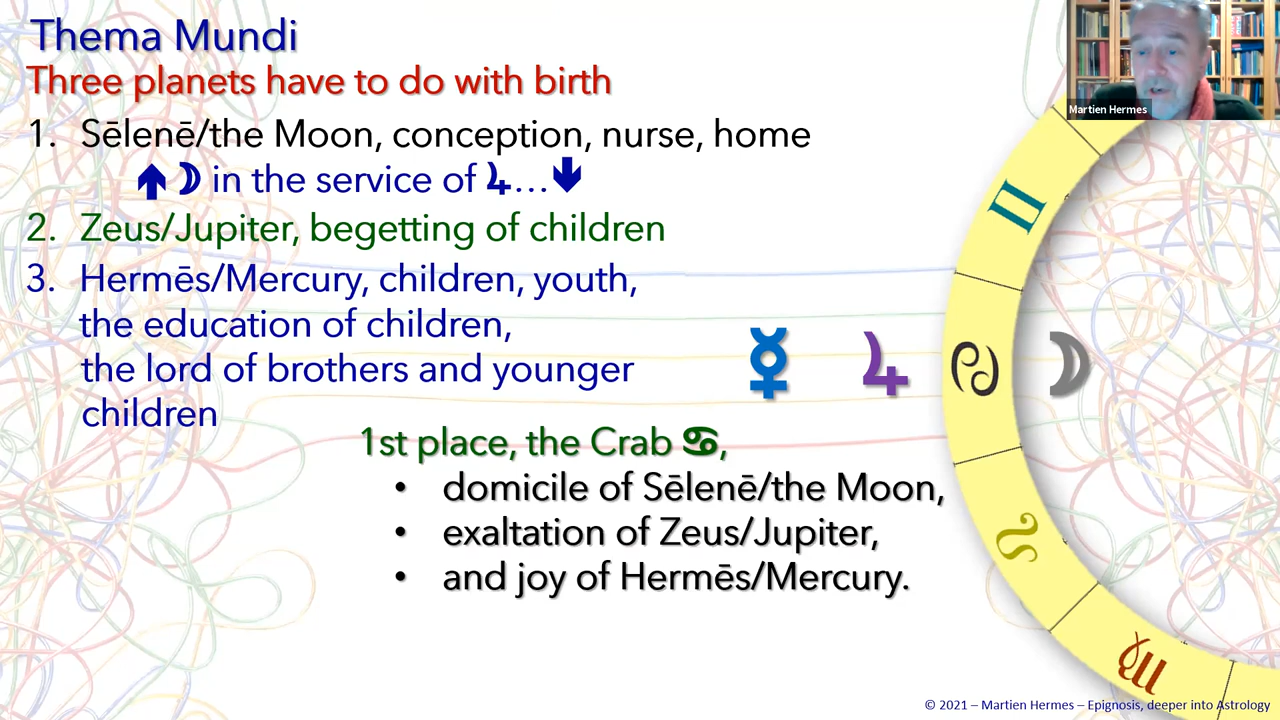 Thema Mundi
Three planets have to do with birth
1. Sēlenē/the Moon, conception, nurse, home
🡅☽ in the service of ♃…🡇
2. Zeus/Jupiter, begetting of children
3. Hermēs/Mercury, children, youth,
the education of children,
the lord of brothers and younger
children
1st place, the Crab ♋,
• domicile of Sēlenē/the Moon,
• exaltation of Zeus/Jupiter,
• and joy of Hermēs/Mercury.
☿ ♃ ♋ ☽
♊
♌
♍
Martien Hermes
© 2021 – Martien Hermes – Epignosis, deeper into Astrology